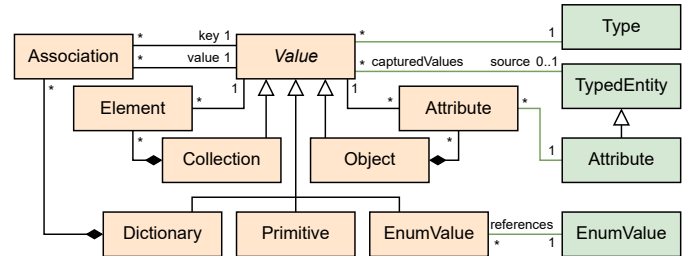 * key 1 * 1 Type
Association Value
* value 1 * capturedValues source 0..1
TypedEntity
* 1 1
Element * * Attribute *
* *
Collection Object 1 Attribute
Dictionary Primitive EnumValue references EnumValue
* 1